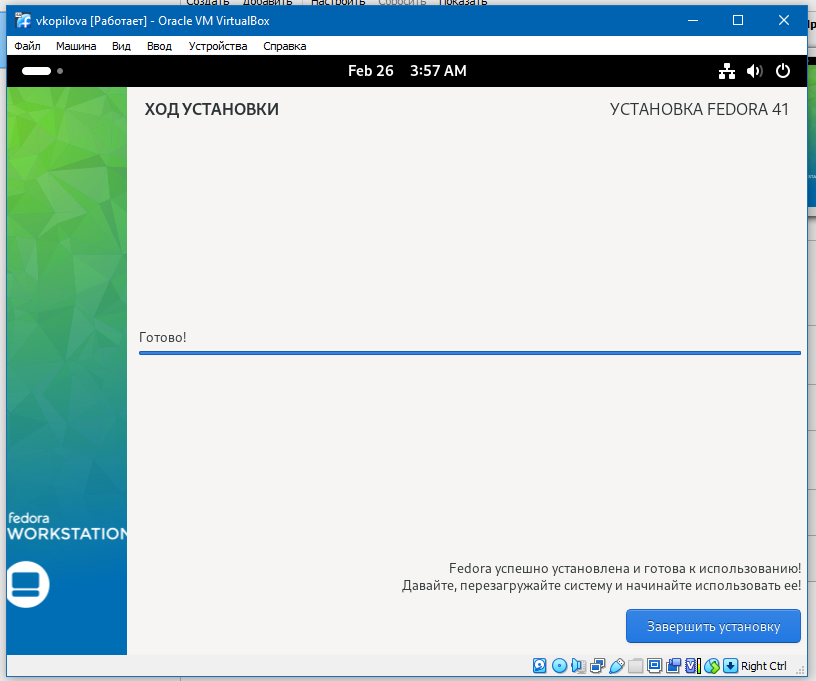 Создать Добавить Настроить Сбросить Показать
vkopilova [Работает] - Oracle VM VirtualBox
Файл Машина Вид Ввод Устройства Справка
Feb 26 3:57 AM
ХОД УСТАНОВКИ
УСТАНОВКА FEDORA 41
Готово!
fedora
WORKSTATION
Fedora успешно установлена и готова к использованию!
Давайте, перезагружайте систему и начинайте использовать ее!
Завершить установку
Right Ctrl